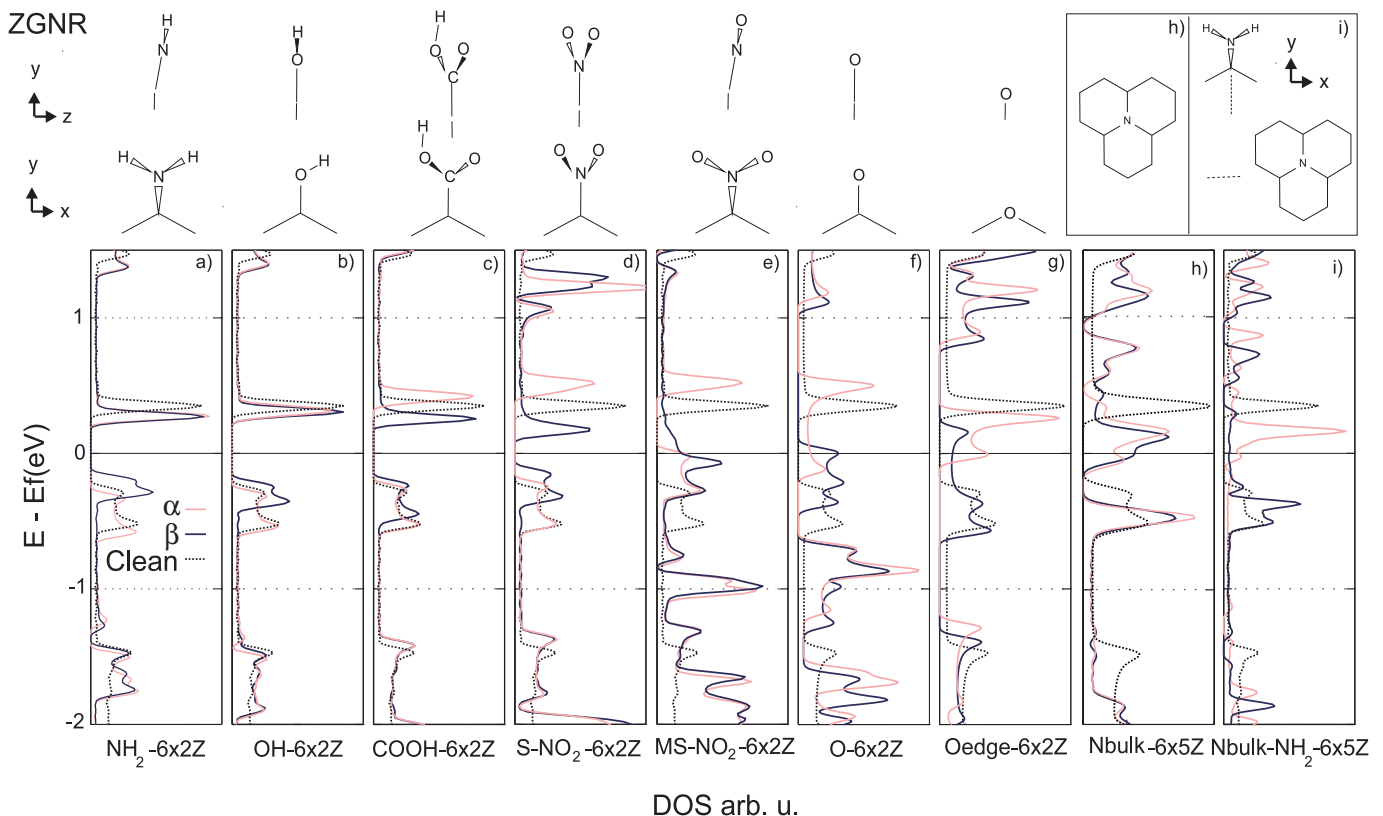 ZGNR
H
N
H
O
H
O
O
C
O
O
N
O
N
O
O
h)
H
N
H
i)
y
x
y
z
N
N
H
N
H
O
H
H
O
O
C
O
O
N
O
O
N
O
O
O
y
x
a)
b)
c)
d)
e)
f)
g)
h)
i)
1
0
-1
-2
E - Ef(eV)
α
β
Clean
NH2-6x2Z
OH-6x2Z
COOH-6x2Z
S-NO2-6x2Z
MS-NO2-6x2Z
O-6x2Z
Oedge-6x2Z
Nbulk-6x5Z
Nbulk-NH2-6x5Z
DOS arb. u.